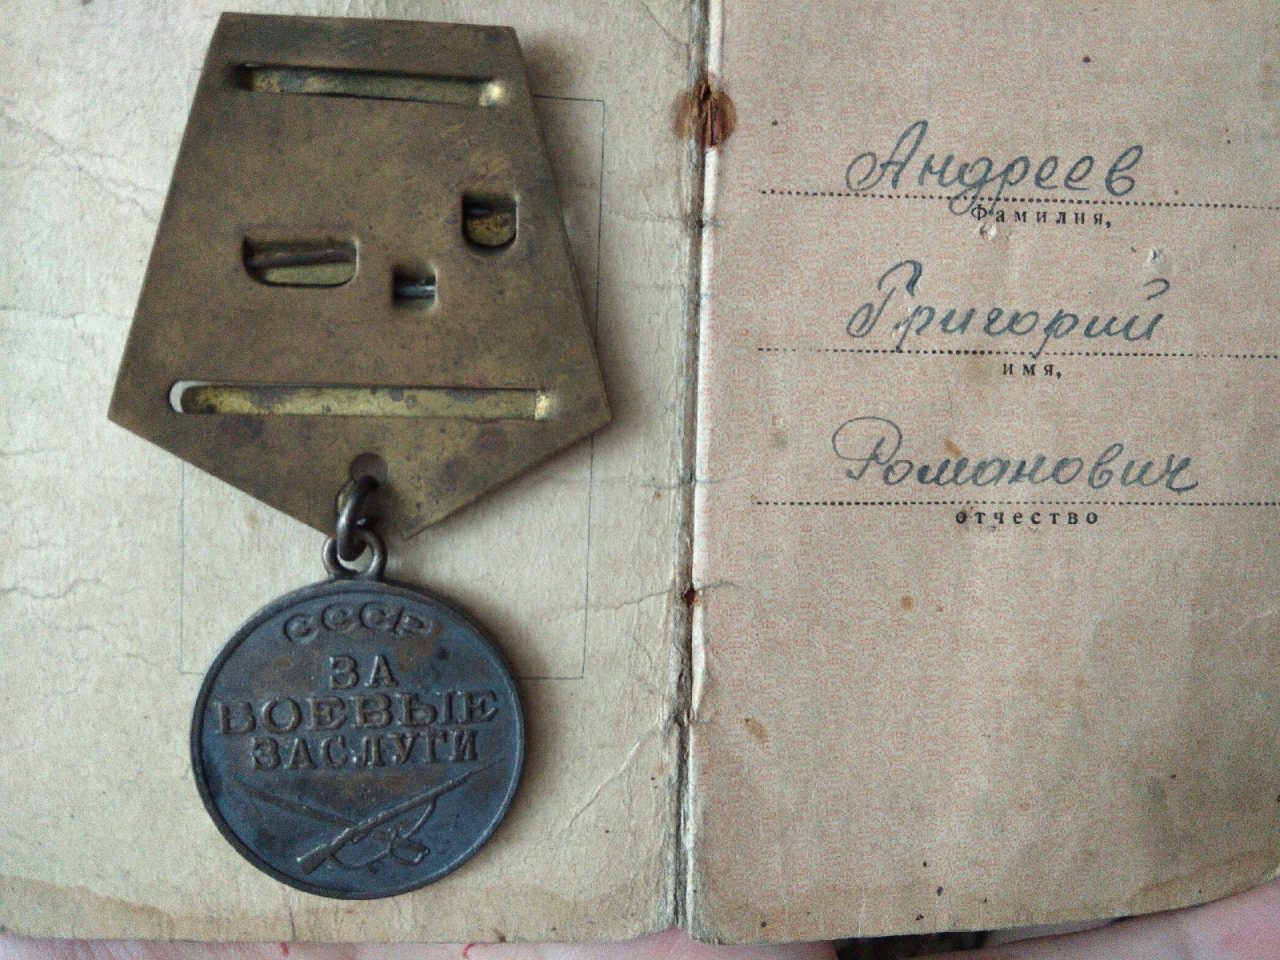 СССР
ЗА
БОЕВЫЕ
ЗАСЛУГИ
Андреев
Фамилия,
Григорий
имя,
Романович
отчество